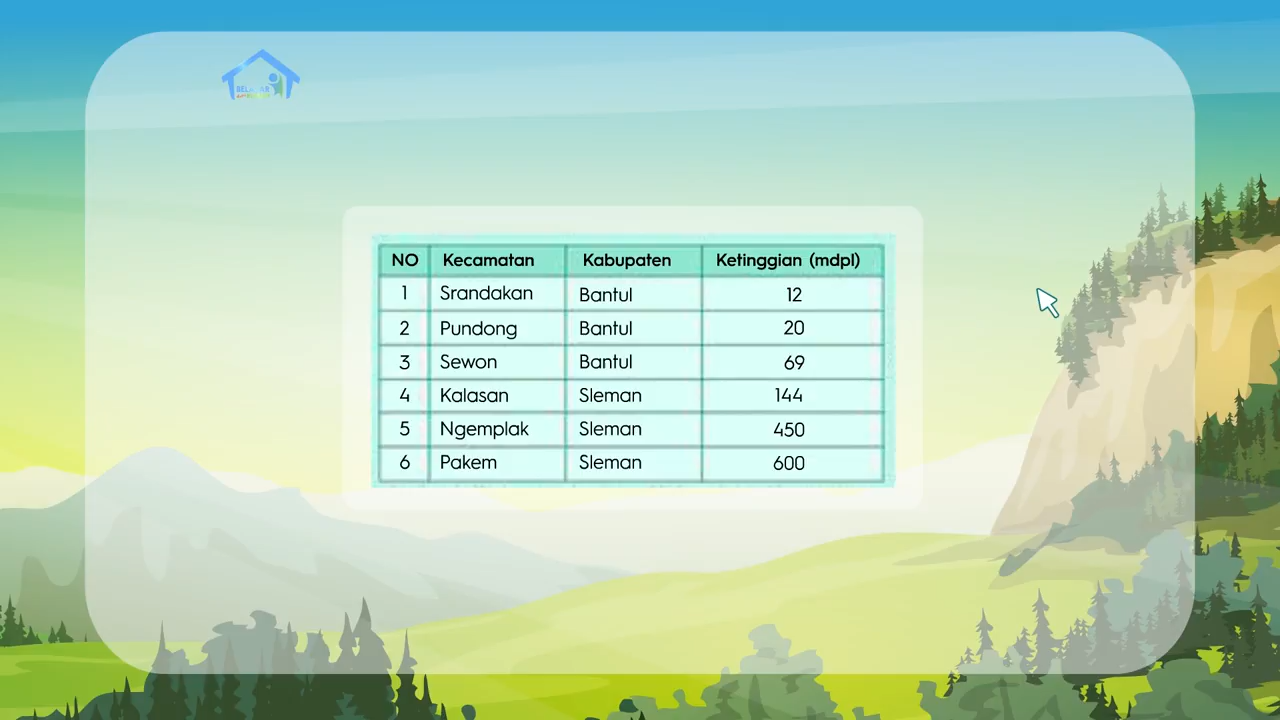 NO Kecamatan Kabupaten Ketinggian (mdpl)
1 Srandakan Bantul 12
2 Pundong Bantul 20
3 Sewon Bantul 69
4 Kalasan Sleman 144
5 Ngemplak Sleman 450
6 Pakem Sleman 600